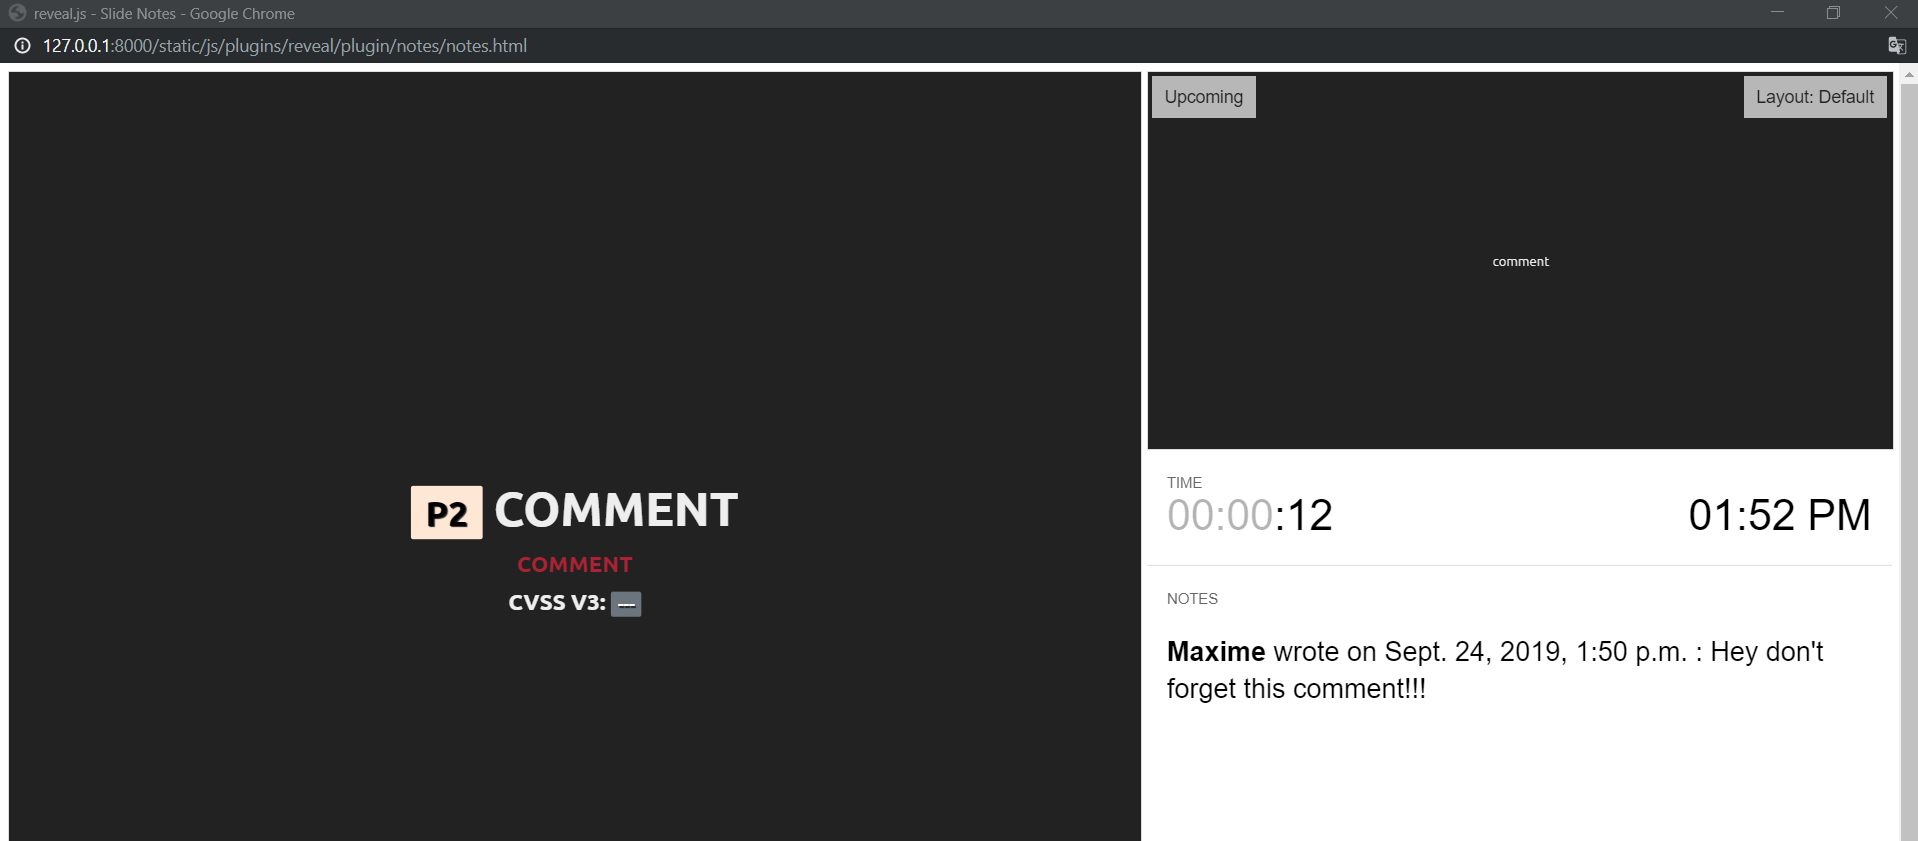 reveal.js - Slide Notes - Google Chrome
127.0.0.1:8000/static/js/plugins/reveal/plugin/notes/notes.html
P2 COMMENT
COMMENT
CVSS V3: —
Upcoming
Layout: Default
comment
TIME
00:00:12
01:52 PM
NOTES
Maxime wrote on Sept. 24, 2019, 1:50 p.m. : Hey don't
forget this comment!!!